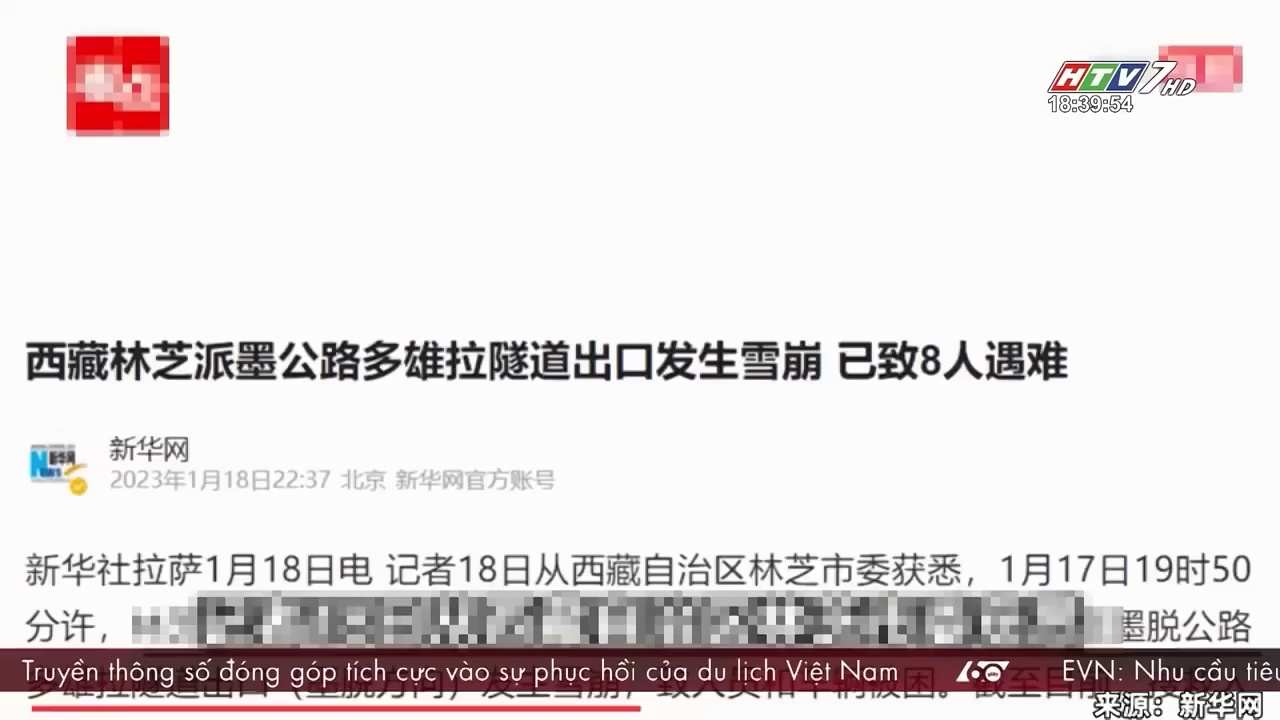 HTV7HD
18:39:54
西藏林芝派墨公路多雄拉隧道出口发生雪崩 已致8人遇难
新华网
2023年1月18日22:37 北京 新华网官方账号
新华社拉萨1月18日电 记者18日从西藏自治区林芝市委获悉，1月17日19时50
分许， 墨脱公路
Truyền thông số đóng góp tích cực vào sự phục hồi của du lịch Việt Nam 60 EVN: Nhu cầu tiêu
来源：新华网